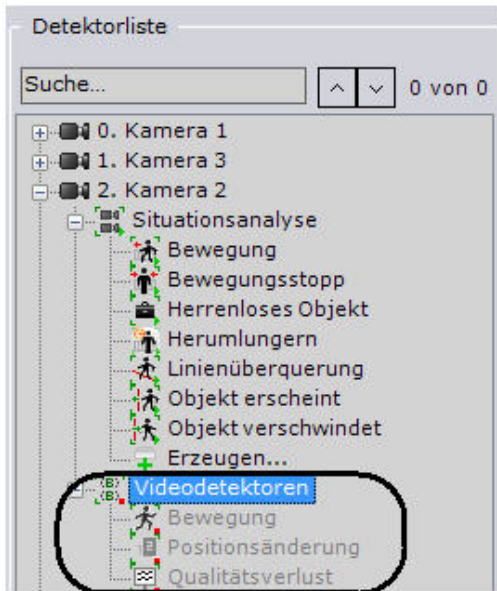 Detektorliste
Suche...
0 von 0
0. Kamera 1
1. Kamera 3
2. Kamera 2
Situationsanalyse
Bewegung
Bewegungsstopp
Herrenloses Objekt
Herumlungern
Linienüberquerung
Objekt erscheint
Objekt verschwindet
Erzeugen...
Videodetektoren
Bewegung
Positionsänderung
Qualitätsverlust